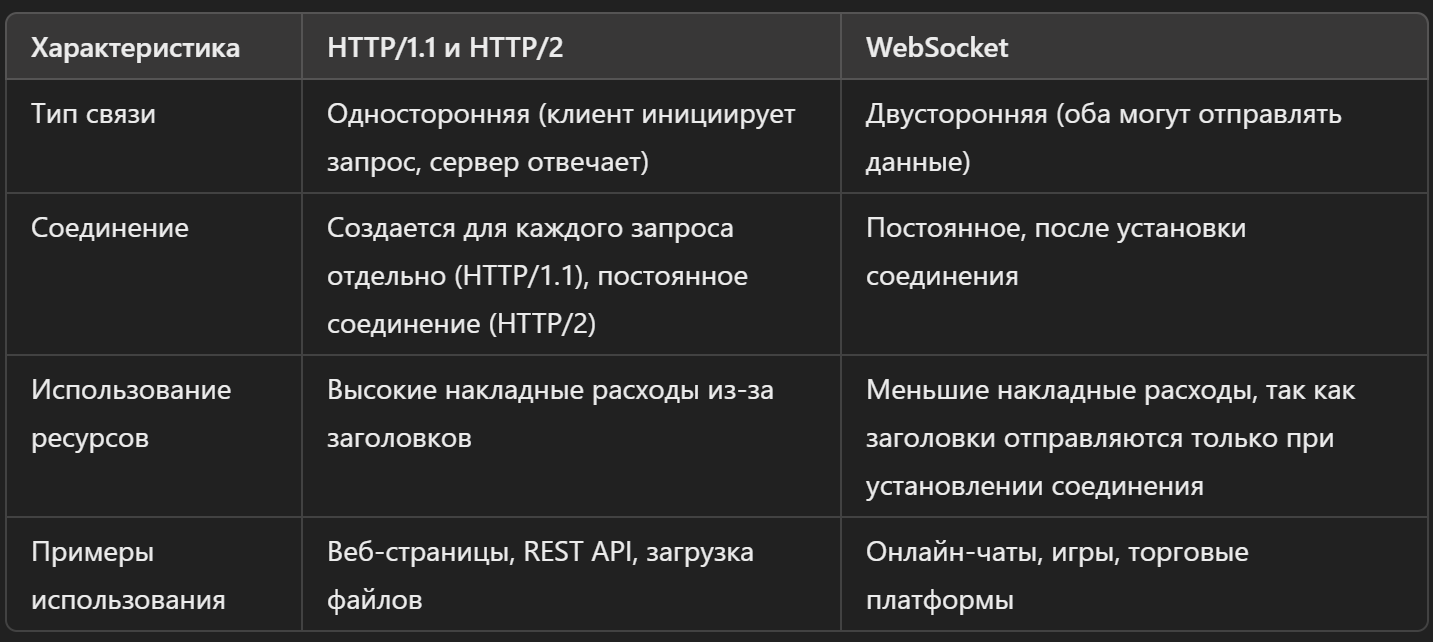 Характеристика
HTTP/1.1 и HTTP/2
WebSocket
Тип связи
Односторонняя (клиент инициирует
запрос, сервер отвечает)
Двусторонняя (оба могут отправлять
данные)
Соединение
Создается для каждого запроса
отдельно (HTTP/1.1), постоянное
соединение (HTTP/2)
Постоянное, после установки
соединения
Использование
ресурсов
Высокие накладные расходы из-за
заголовков
Меньшие накладные расходы, так как
заголовки отправляются только при
установлении соединения
Примеры
использования
Веб-страницы, REST API, загрузка
файлов
Онлайн-чаты, игры, торговые
платформы